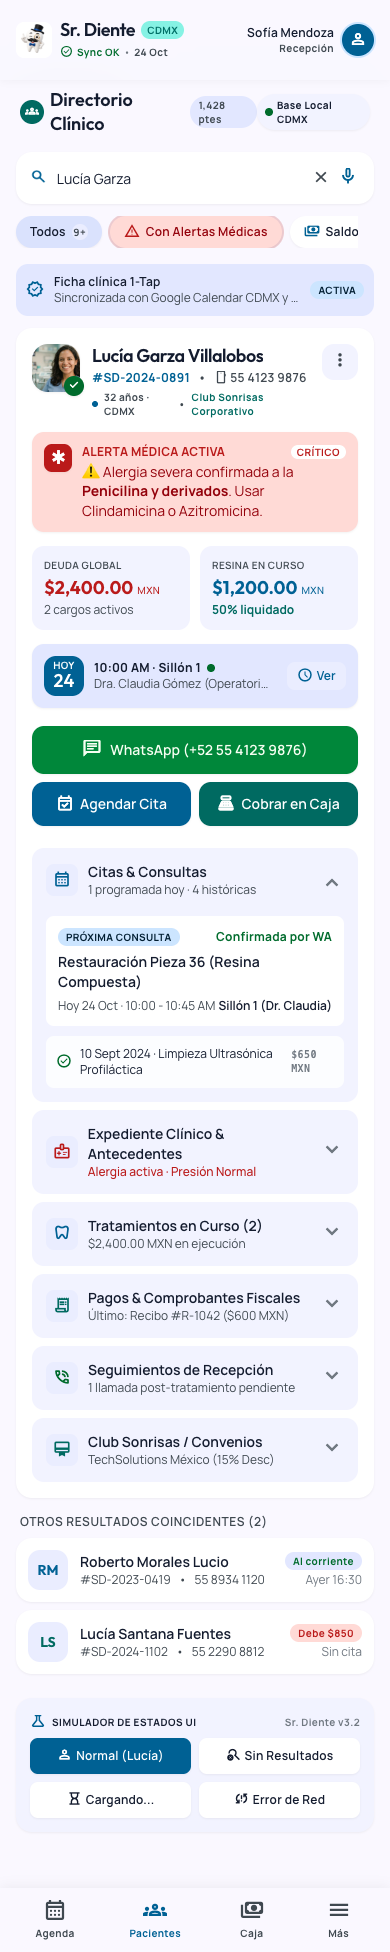 Sr. Diente CDMX
Sync OK • 24 Oct
Sofía Mendoza
Recepción
Directorio
Clínico
1,428
ptes
Base Local
CDMX
Lucía Garza
Todos 9+
Con Alertas Médicas
Saldo
Ficha clínica 1-Tap
Sincronizada con Google Calendar CDMX y ...
ACTIVA
Lucía Garza Villalobos
#SD-2024-0891 • 55 4123 9876
32 años ·
CDMX
• Club Sonrisas
Corporativo
ALERTA MÉDICA ACTIVA
CRÍTICO
⚠️ Alergia severa confirmada a la
Penicilina y derivados. Usar
Clindamicina o Azitromicina.
DEUDA GLOBAL
$2,400.00 MXN
2 cargos activos
RESINA EN CURSO
$1,200.00 MXN
50% liquidado
HOY
24
10:00 AM · Sillón 1
Dra. Claudia Gómez (Operatori...
Ver
WhatsApp (+52 55 4123 9876)
Agendar Cita
Cobrar en Caja
Citas & Consultas
1 programada hoy · 4 históricas
PRÓXIMA CONSULTA
Confirmada por WA
Restauración Pieza 36 (Resina
Compuesta)
Hoy 24 Oct · 10:00 - 10:45 AM Sillón 1 (Dr. Claudia)
10 Sept 2024 · Limpieza Ultrasónica
Profiláctica
$650
MXN
Expediente Clínico &
Antecedentes
Alergia activa · Presión Normal
Tratamientos en Curso (2)
$2,400.00 MXN en ejecución
Pagos & Comprobantes Fiscales
Último: Recibo #R-1042 ($600 MXN)
Seguimientos de Recepción
1 llamada post-tratamiento pendiente
Club Sonrisas / Convenios
TechSolutions México (15% Desc)
OTROS RESULTADOS COINCIDENTES (2)
RM
Roberto Morales Lucio
#SD-2023-0419 • 55 8934 1120
Al corriente
Ayer 16:30
LS
Lucía Santana Fuentes
#SD-2024-1102 • 55 2290 8812
Debe $850
Sin cita
SIMULADOR DE ESTADOS UI
Sr. Diente v3.2
Normal (Lucía)
Sin Resultados
Cargando...
Error de Red
Agenda
Pacientes
Caja
Más